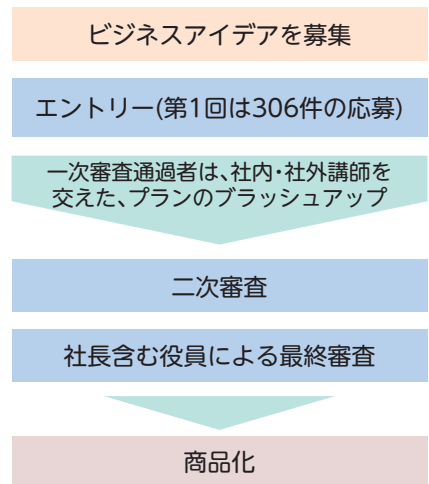 ビジネスアイデアを募集
エントリー(第1回は306件の応募)
一次審査通過者は、社内・社外講師を
交えた、プランのブラッシュアップ
二次審査
社長含む役員による最終審査
商品化